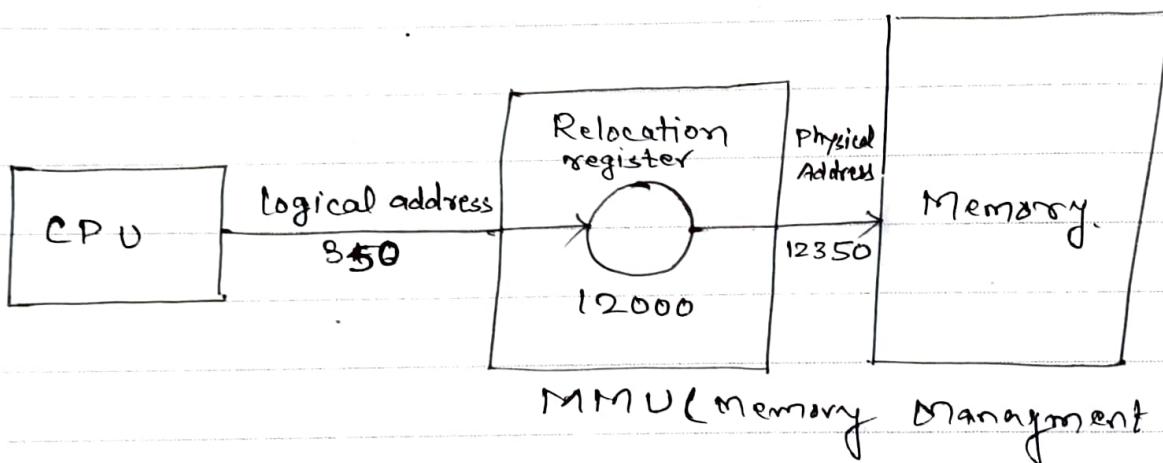 Relocation
register
Physical
Address
CPU
Logical address
350
12000
12350
Memory.
MMU (Memory Managment